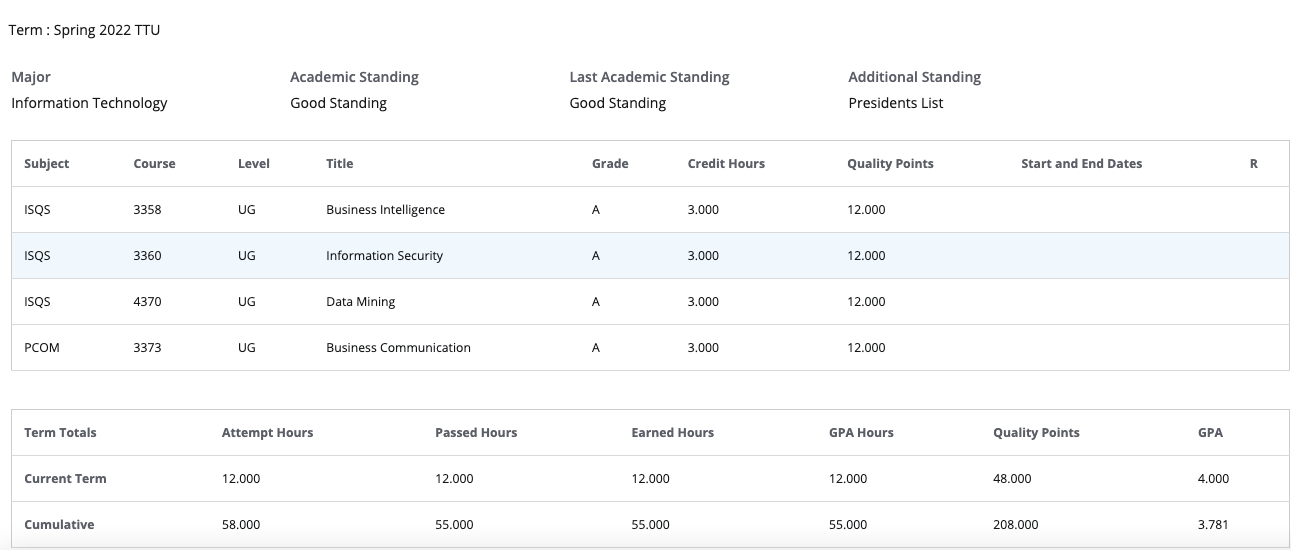 Term : Spring 2022 TTU
Major Academic Standing Last Academic Standing Additional Standing
Information Technology Good Standing Good Standing Presidents List
Subject Course Level Title Grade Credit Hours Quality Points Start and End Dates R
ISQS 3358 UG Business Intelligence A 3.000 12.000
ISQS 3360 UG Information Security A 3.000 12.000
ISQS 4370 UG Data Mining A 3.000 12.000
PCOM 3373 UG Business Communication A 3.000 12.000
Term Totals Attempt Hours Passed Hours Earned Hours GPA Hours Quality Points GPA
Current Term 12.000 12.000 12.000 12.000 48.000 4.000
Cumulative 58.000 55.000 55.000 55.000 208.000 3.781